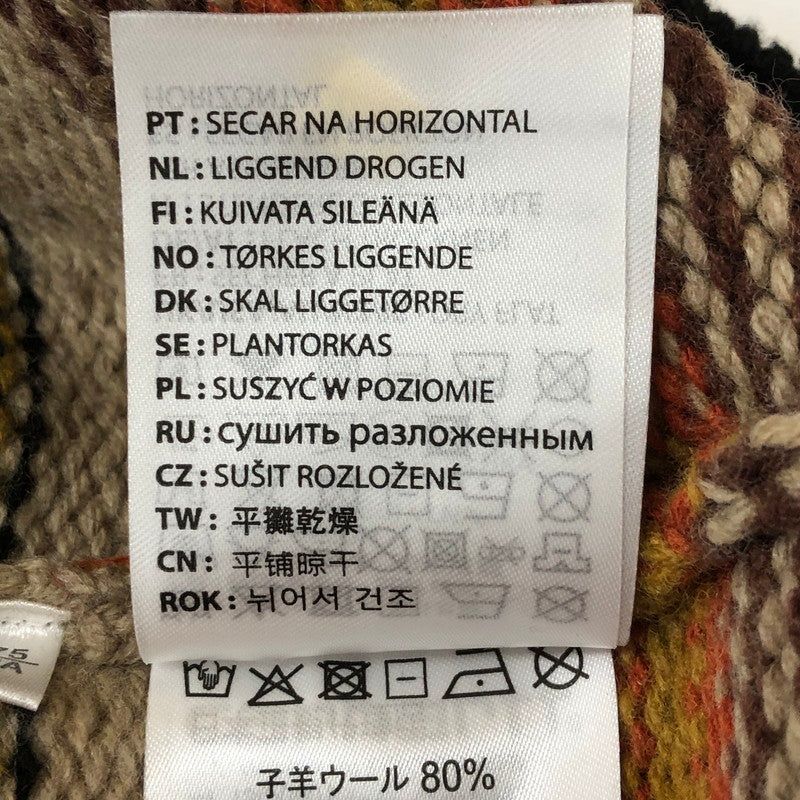 PT : SECAR NA HORIZONTAL
NL : LIGGEND DROGEN
FI : KUIVATA SILEÄNÄ
NO : TØRKES LIGGENDE
DK : SKAL LIGGETØRRE
SE : PLANTORKAS
PL : SUSZYĆ W POZIOMIE
RU : сушить разложенным
CZ : SUŠIT ROZLOŽENÉ
TW : 平攤乾燥
CN : 平铺晾干
ROK : 뉘어서 건조
子羊ウール 80%